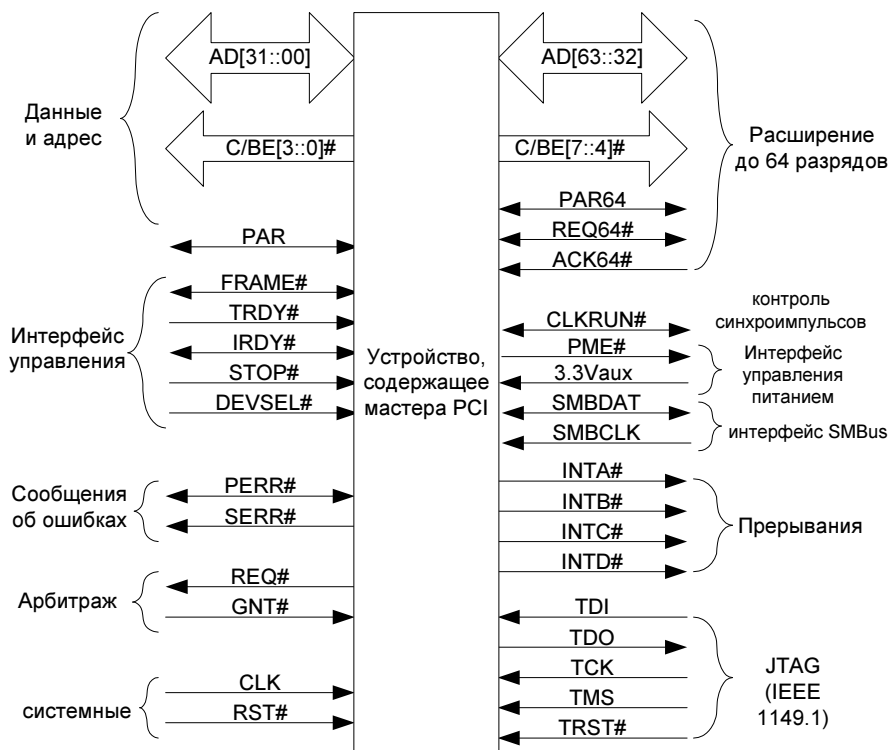 Данные
и адрес
AD[31::00]
C/BE[3::0]#
PAR
Интерфейс
управления
FRAME#
TRDY#
IRDY#
STOP#
DEVSEL#
Сообщения
об ошибках
PERR#
SERR#
Арбитраж
REQ#
GNT#
системные
CLK
RST#
Устройство,
содержащее
мастера PCI
AD[63::32]
C/BE[7::4]#
PAR64
REQ64#
ACK64#
Расширение
до 64 разрядов
CLKRUN#
контроль
синхроимпульсов
PME#
3.3Vaux
Интерфейс
управления
питанием
SMBDAT
SMBCLK
интерфейс SMBus
INTA#
INTB#
INTC#
INTD#
Прерывания
TDI
TDO
TCK
TMS
TRST#
JTAG
(IEEE
1149.1)